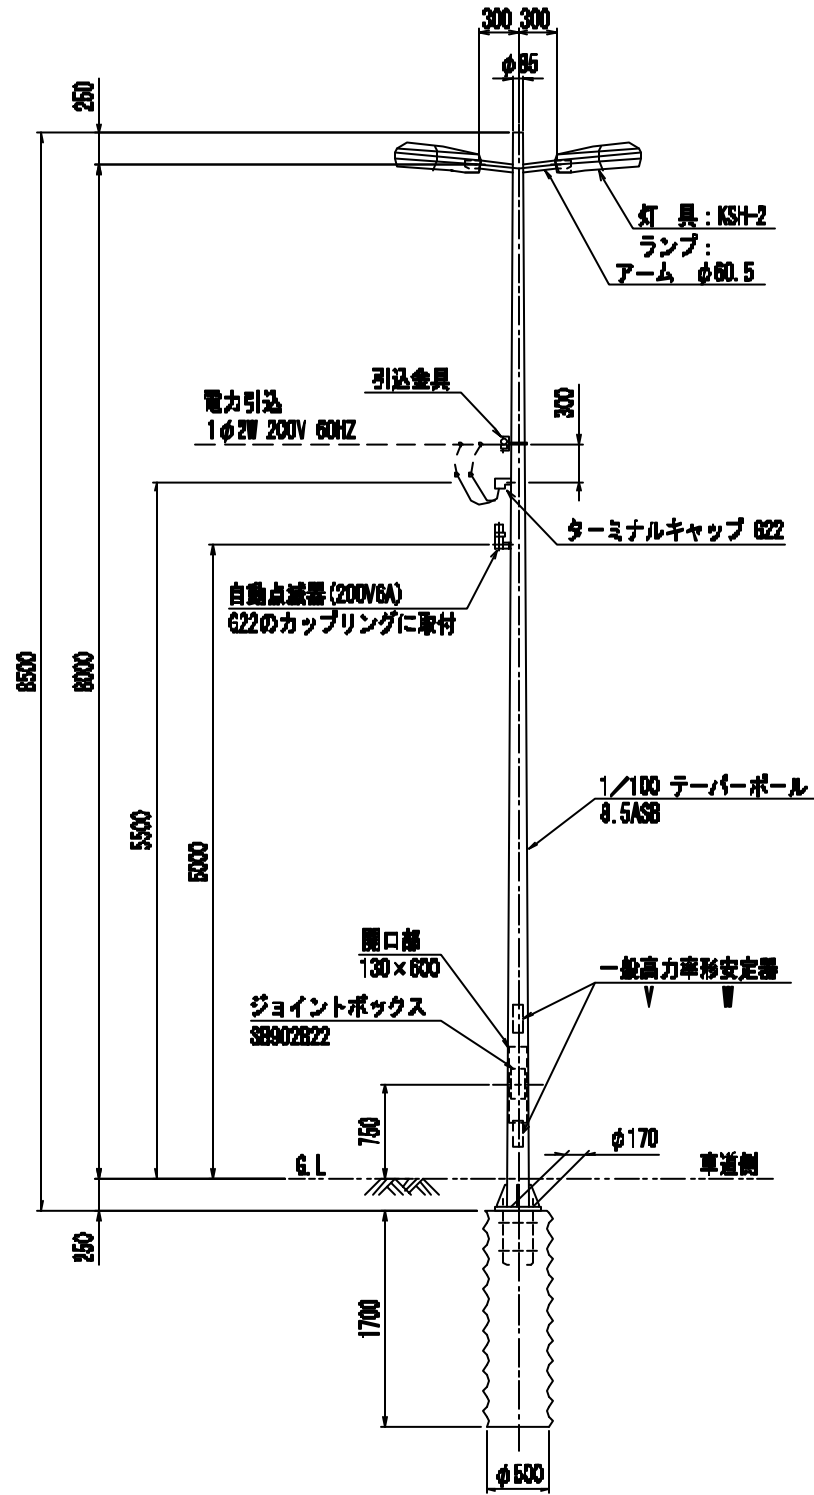 300 300
φ85
250
灯 具：KSH-2
ランプ：
アーム φ60.5
引込金具
電力引込
1φ2W 200V 60HZ
300
ターミナルキャップ G22
自動点滅器(200V6A)
G22のカップリングに取付
8500
8000
1／100 テーパーポール
8.5ASB
5500
5000
開口部
130×600
一般高力率形安定器
V W
ジョイントボックス
SB902B22
750
φ170
G.L
車道側
250
1700
φ500